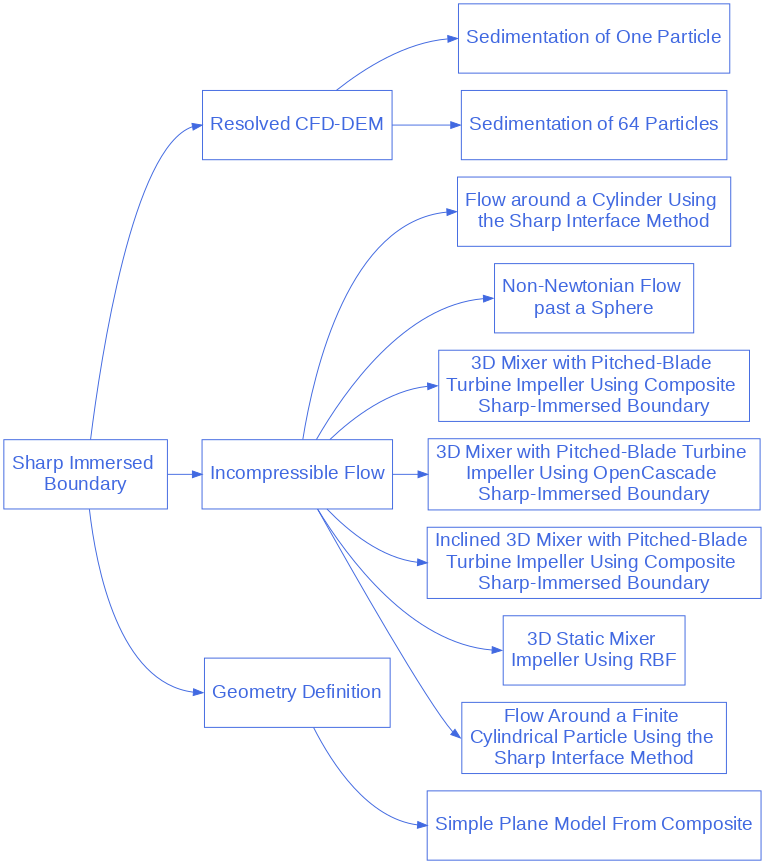 Sedimentation of One Particle
Resolved CFD-DEM
Sedimentation of 64 Particles
Flow around a Cylinder Using
the Sharp Interface Method
Non-Newtonian Flow
past a Sphere
3D Mixer with Pitched-Blade
Turbine Impeller Using Composite
Sharp-Immersed Boundary
Sharp Immersed
Boundary
Incompressible Flow
3D Mixer with Pitched-Blade Turbine
Impeller Using OpenCascade
Sharp-Immersed Boundary
Inclined 3D Mixer with Pitched-Blade
Turbine Impeller Using Composite
Sharp-Immersed Boundary
3D Static Mixer
Impeller Using RBF
Geometry Definition
Flow Around a Finite
Cylindrical Particle Using the
Sharp Interface Method
Simple Plane Model From Composite